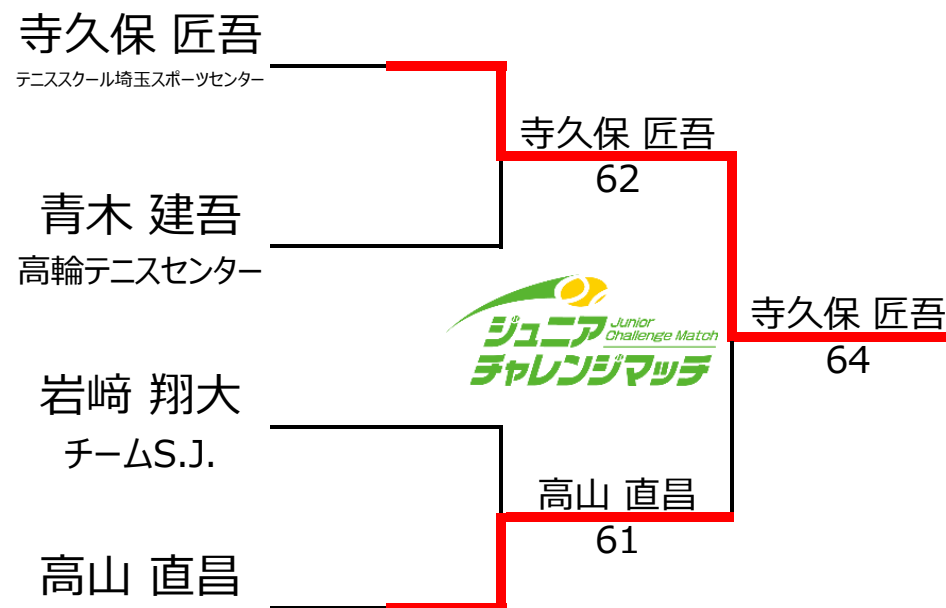 寺久保 匠吾
テニススクール埼玉スポーツセンター
寺久保 匠吾
62
青木 建吾
高輪テニスセンター
ジュニア Junior
Challenge Match
チャレンジマッチ
寺久保 匠吾
64
岩﨑 翔大
チームS.J.
高山 直昌
61
高山 直昌